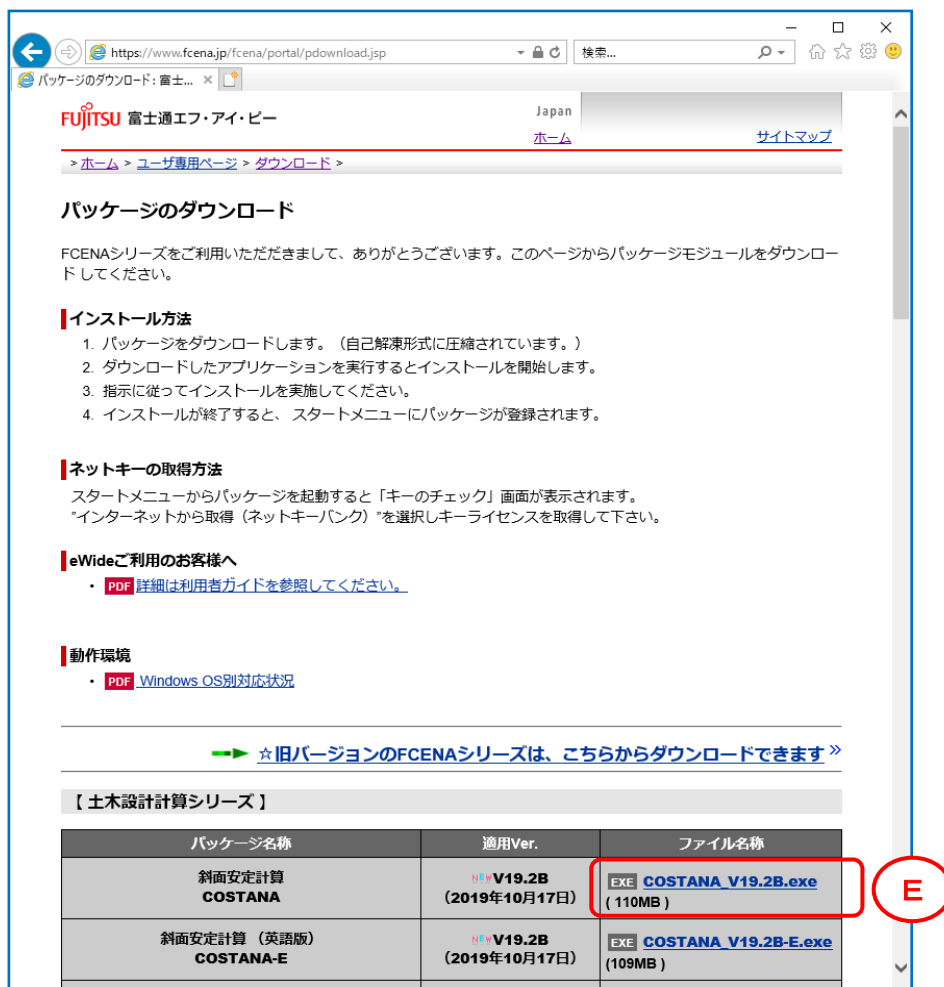 https://www.fcena.jp/fcena/portal/pdownload.jsp
検索...
パッケージのダウンロード: 富士...
FUJITSU 富士通エフ・アイ・ピー
Japan
ホーム
サイトマップ
> ホーム > ユーザ専用ページ > ダウンロード >
パッケージのダウンロード
FCENAシリーズをご利用いただだきまして、ありがとうございます。このページからパッケージモジュールをダウンロー
ド してください。
インストール方法
1. パッケージをダウンロードします。（自己解凍形式に圧縮されています。）
2. ダウンロードしたアプリケーションを実行するとインストールを開始します。
3. 指示に従ってインストールを実施してください。
4. インストールが終了すると、 スタートメニューにパッケージが登録されます。
ネットキーの取得方法
スタートメニューからパッケージを起動すると「キーのチェック」画面が表示されます。
"インターネットから取得（ネットキーバンク）"を選択しキーライセンスを取得して下さい。
eWideご利用のお客様へ
・ PDF 詳細は利用者ガイドを参照してください。
動作環境
・ PDF Windows OS別対応状況
☆旧バージョンのFCENAシリーズは、こちらからダウンロードできます »
【 土木設計計算シリーズ 】
パッケージ名称 適用Ver. ファイル名称
斜面安定計算
COSTANA
NEW V19.2B
（2019年10月17日）
EXE COSTANA_V19.2B.exe
( 110MB )
E
斜面安定計算 （英語版）
COSTANA-E
NEW V19.2B
（2019年10月17日）
EXE COSTANA_V19.2B-E.exe
(109MB )